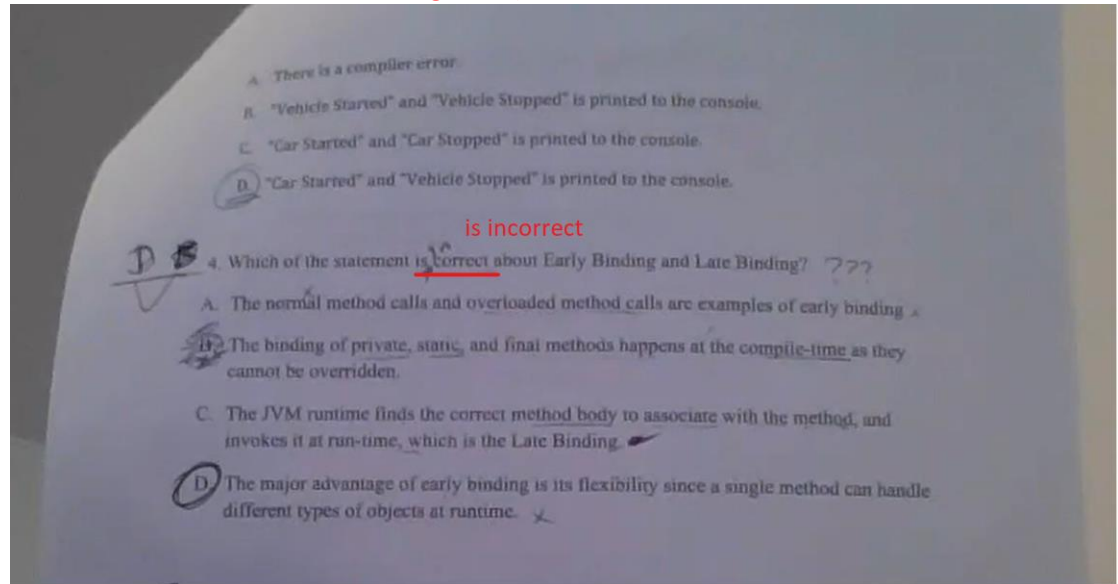 A. There is a compiler error.
B. "Vehicle Started" and "Vehicle Stopped" is printed to the console.
C. "Car Started" and "Car Stopped" is printed to the console.
D. "Car Started" and "Vehicle Stopped" is printed to the console.
is incorrect
in
D B 4. Which of the statement is correct about Early Binding and Late Binding? ???
A. The normal method calls and overloaded method calls are examples of early binding
B. The binding of private, static, and final methods happens at the compile-time as they
cannot be overridden.
C. The JVM runtime finds the correct method body to associate with the method, and
invokes it at run-time, which is the Late Binding.
D. The major advantage of early binding is its flexibility since a single method can handle
different types of objects at runtime. x